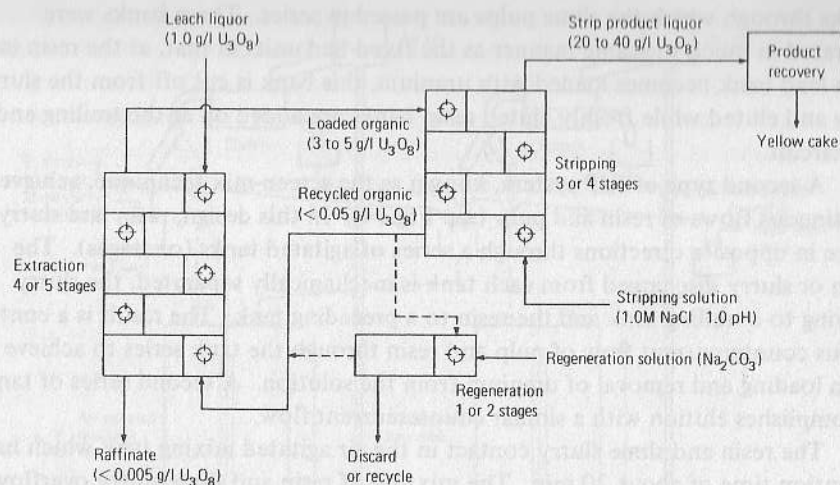 Leach liquor
(1.0 g/l U3O8)
Strip product liquor
(20 to 40 g/l U3O8)
Product
recovery
Loaded organic
(3 to 5 g/l U3O8)
Yellow cake
Stripping
3 or 4 stages
Recycled organic
(< 0.05 g/l U3O8)
Extraction
4 or 5 stages
Stripping solution
(1.0M NaCl 1.0 pH)
Regeneration solution (Na2CO3)
Regeneration
1 or 2 stages
Raffinate
(< 0.005 g/l U3O8)
Discard
or recycle